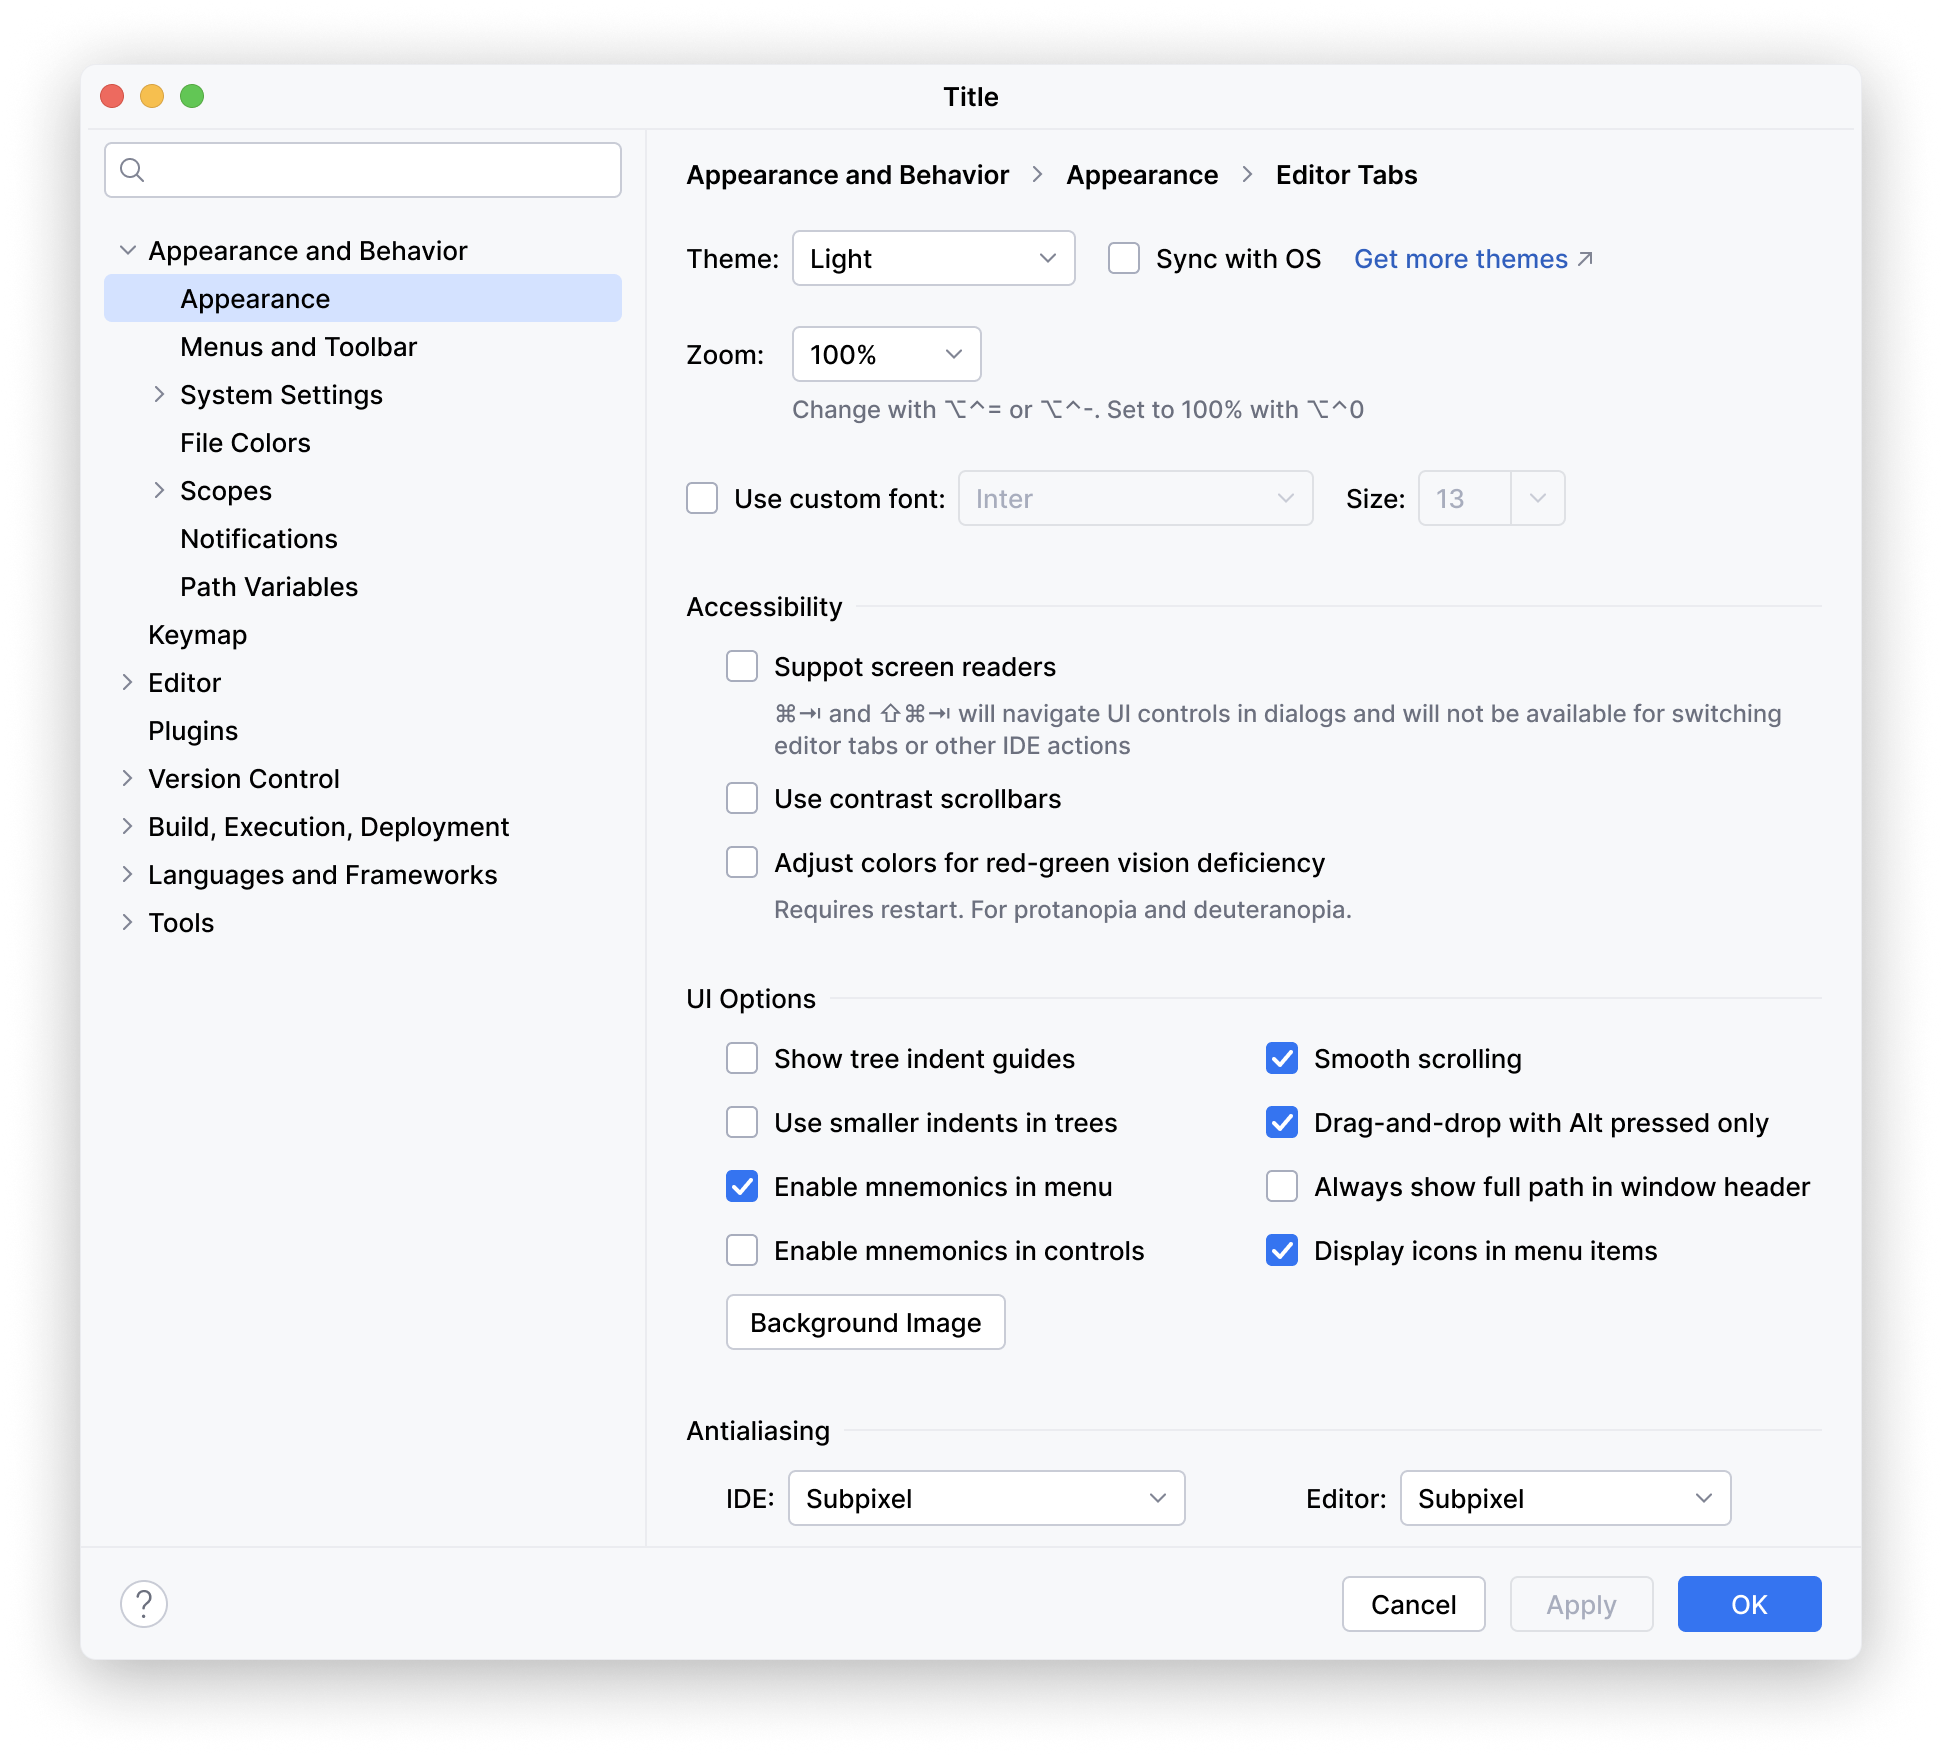 Title
Appearance and Behavior
Appearance
Menus and Toolbar
System Settings
File Colors
Scopes
Notifications
Path Variables
Keymap
Editor
Plugins
Version Control
Build, Execution, Deployment
Languages and Frameworks
Tools
Appearance and Behavior > Appearance > Editor Tabs
Theme: Light Sync with OS Get more themes ↗
Zoom: 100%
Change with ⌥^= or ⌥^-. Set to 100% with ⌥^0
Use custom font: Inter Size: 13
Accessibility
Suppot screen readers
⌘⇥ and ⇧⌘⇥ will navigate UI controls in dialogs and will not be available for switching
editor tabs or other IDE actions
Use contrast scrollbars
Adjust colors for red-green vision deficiency
Requires restart. For protanopia and deuteranopia.
UI Options
Show tree indent guides Smooth scrolling
Use smaller indents in trees Drag-and-drop with Alt pressed only
Enable mnemonics in menu Always show full path in window header
Enable mnemonics in controls Display icons in menu items
Background Image
Antialiasing
IDE: Subpixel Editor: Subpixel
? Cancel Apply OK